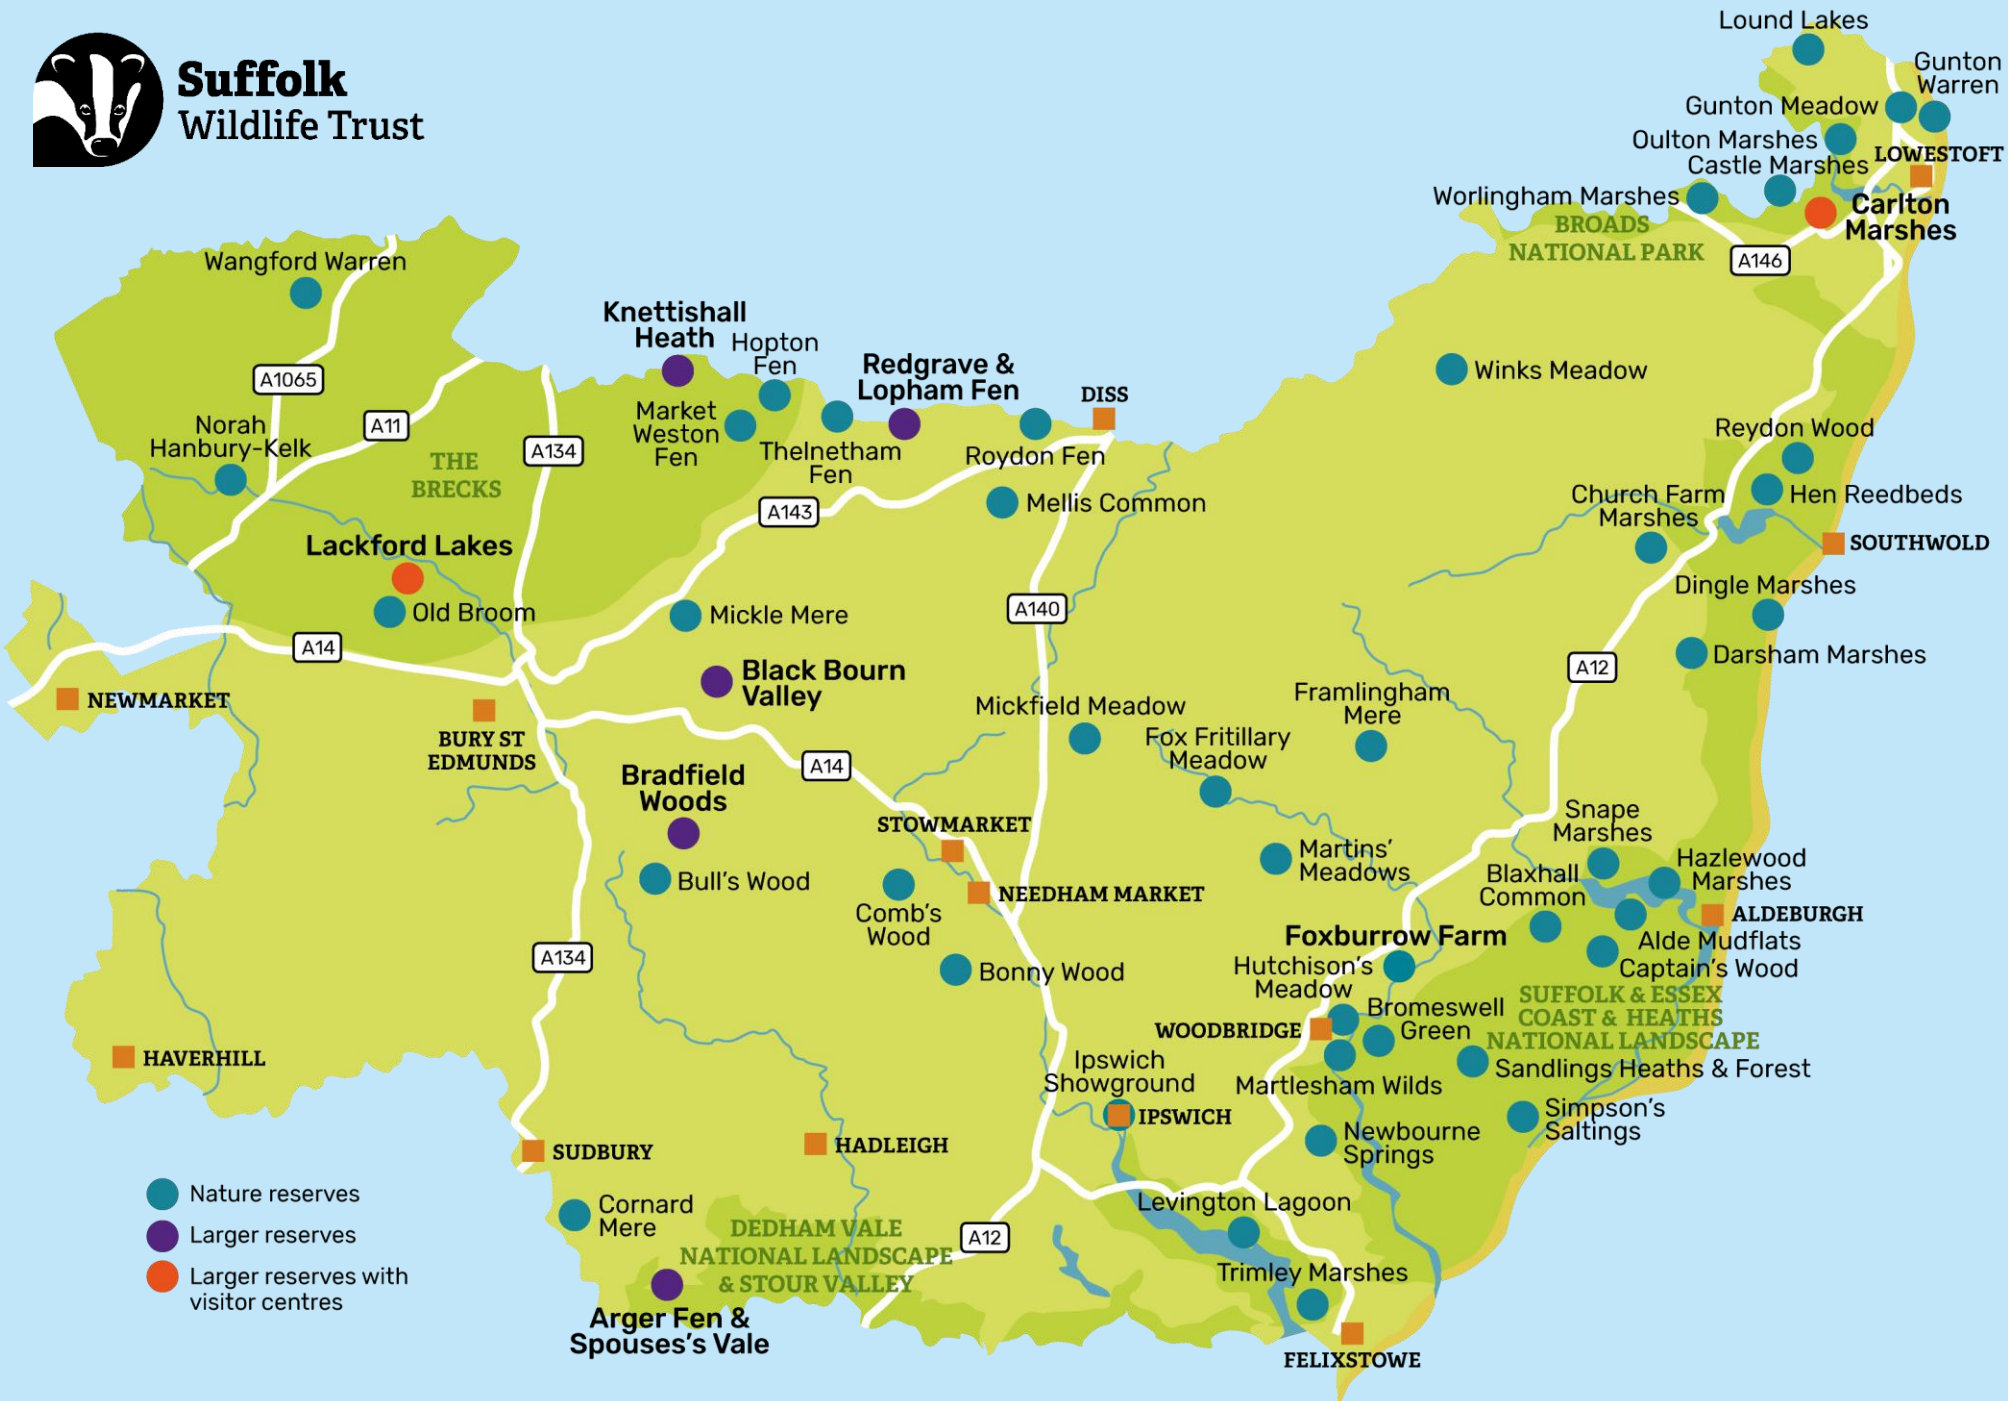 Suffolk
Wildlife Trust
Lound Lakes
Gunton
Warren
Gunton Meadow
Oulton Marshes
LOWESTOFT
Castle Marshes
Worlingham Marshes
Carlton
Marshes
BROADS
NATIONAL PARK
A146
Wangford Warren
Knettishall
Heath
Hopton
Fen
Redgrave &
Lopham Fen
DISS
A1065
Winks Meadow
Market
Weston
Fen
Norah
Hanbury-Kelk
A11
A134
THE
BRECKS
Thelnetham
Fen
Roydon Fen
Reydon Wood
A143
Mellis Common
Church Farm
Marshes
Hen Reedbeds
Lackford Lakes
SOUTHWOLD
Dingle Marshes
Old Broom
Mickle Mere
A140
A14
Darsham Marshes
A12
Black Bourn
Valley
NEWMARKET
Mickfield Meadow
Framlingham
Mere
BURY ST
EDMUNDS
Fox Fritillary
Meadow
A14
Bradfield
Woods
STOWMARKET
Snape
Marshes
Martins’
Meadows
Hazlewood
Marshes
Bull’s Wood
Blaxhall
Common
NEEDHAM MARKET
Comb’s
Wood
ALDEBURGH
Foxburrow Farm
Alde Mudflats
A134
Bonny Wood
Hutchison’s
Meadow
Captain’s Wood
SUFFOLK & ESSEX
COAST & HEATHS
NATIONAL LANDSCAPE
Bromeswell
Green
WOODBRIDGE
HAVERHILL
Ipswich
Showground
Sandlings Heaths & Forest
Martlesham Wilds
IPSWICH
Simpson’s
Saltings
SUDBURY
HADLEIGH
Newbourne
Springs
Nature reserves
Larger reserves
Larger reserves with
visitor centres
Cornard
Mere
Levington Lagoon
DEDHAM VALE
NATIONAL LANDSCAPE
& STOUR VALLEY
A12
Trimley Marshes
Arger Fen &
Spouses’s Vale
FELIXSTOWE